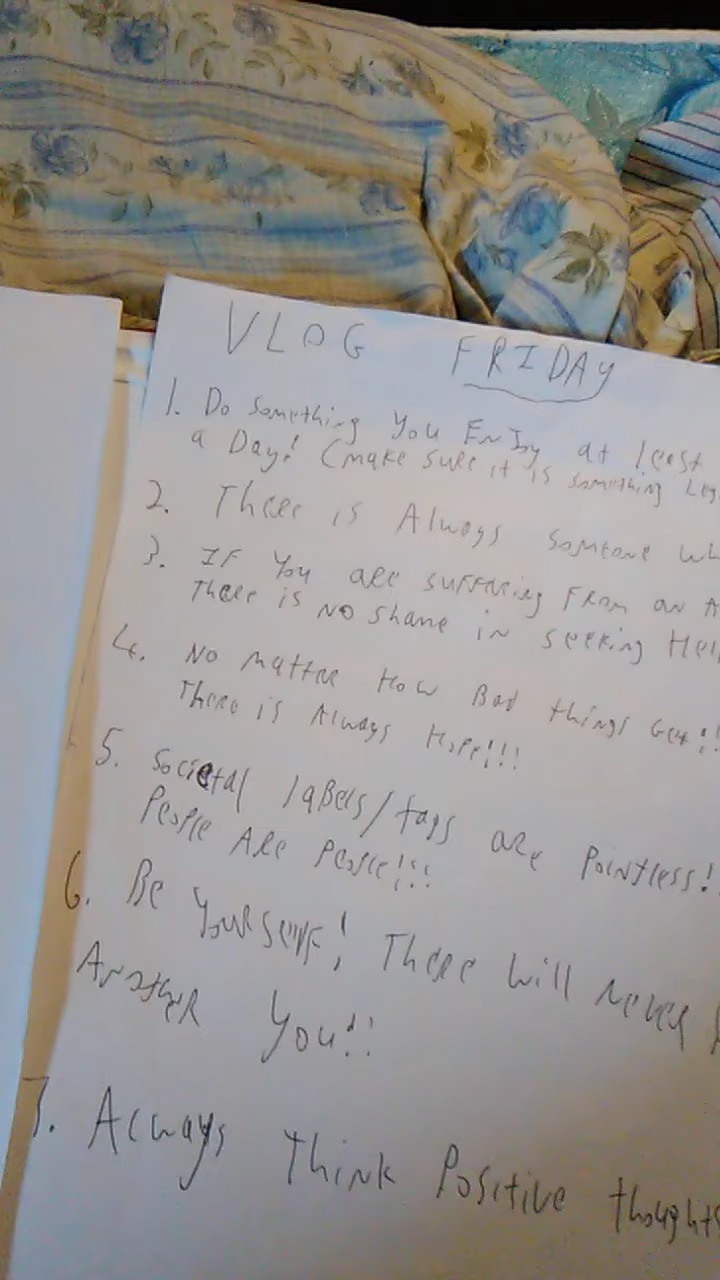 VLOG FRIDAY
1. Do something You EnJoy at least
a Day! (make sure it is something
2. There is Always someone
3. IF You are suffering From an
There is No shame in seeking
4. No matter How Bad things Get!!
There is Always Hope!!!
5. Societal labels/tags are Pointless!
People Are People!!!
6. Be Yourself! There will never
Another You!!
7. Always Think Positive thoughts